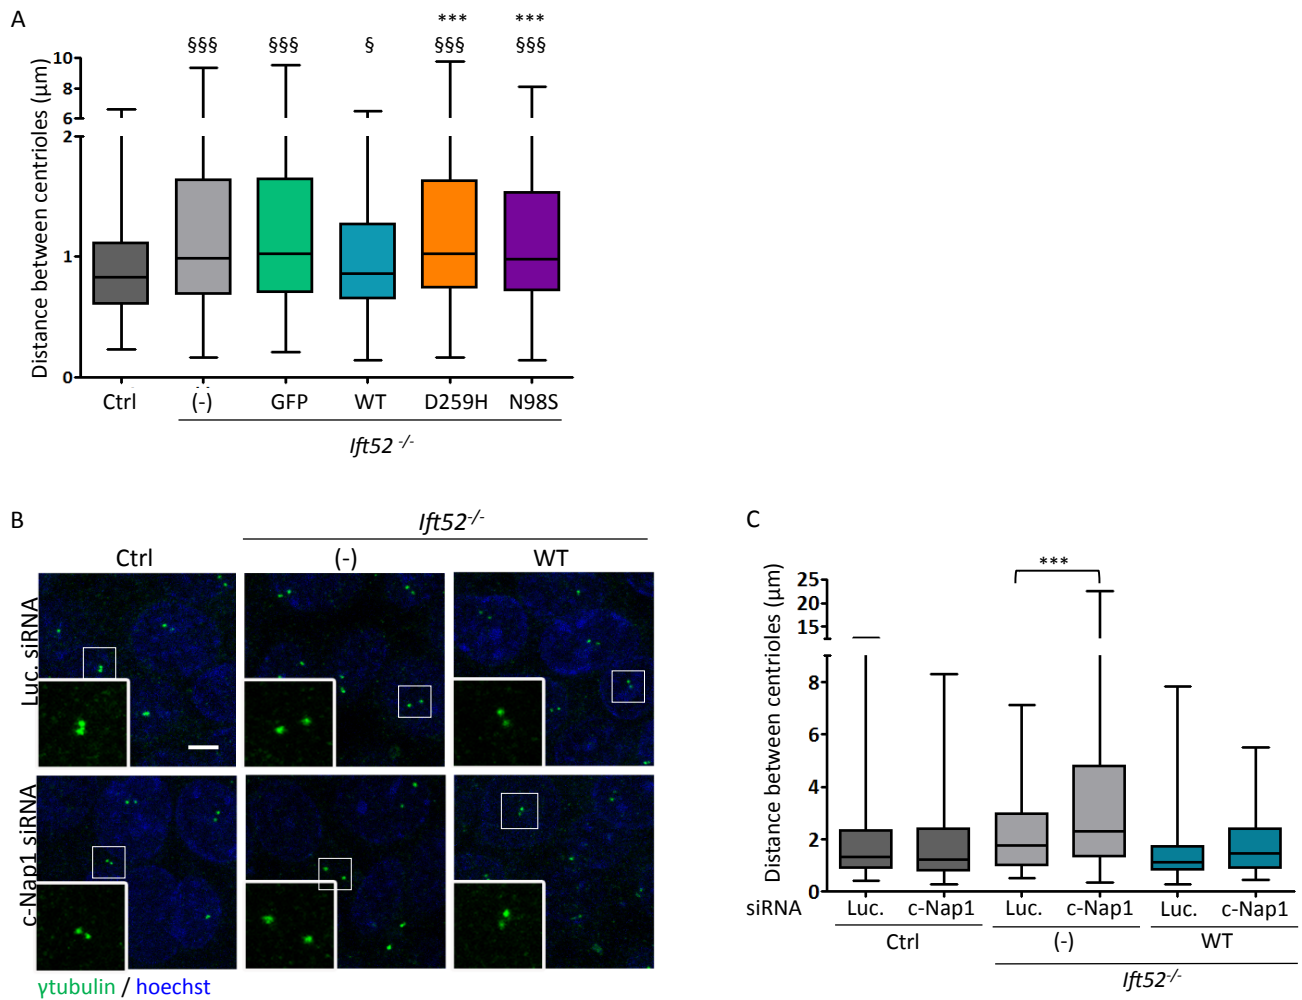 A
*** ***
§§§ §§§ § §§§ §§§
Distance between centrioles (µm)
10
8
6
2
1
0
Ctrl (-) GFP WT D259H N98S
Ift52 -/-
B
Ift52-/-
Ctrl (-) WT
Luc. siRNA
c-Nap1 siRNA
γtubulin / hoechst
C
***
Distance between centrioles (µm)
25
20
15
8
6
4
2
0
siRNA Luc. c-Nap1 Luc. c-Nap1 Luc. c-Nap1
Ctrl (-) WT
Ift52-/-